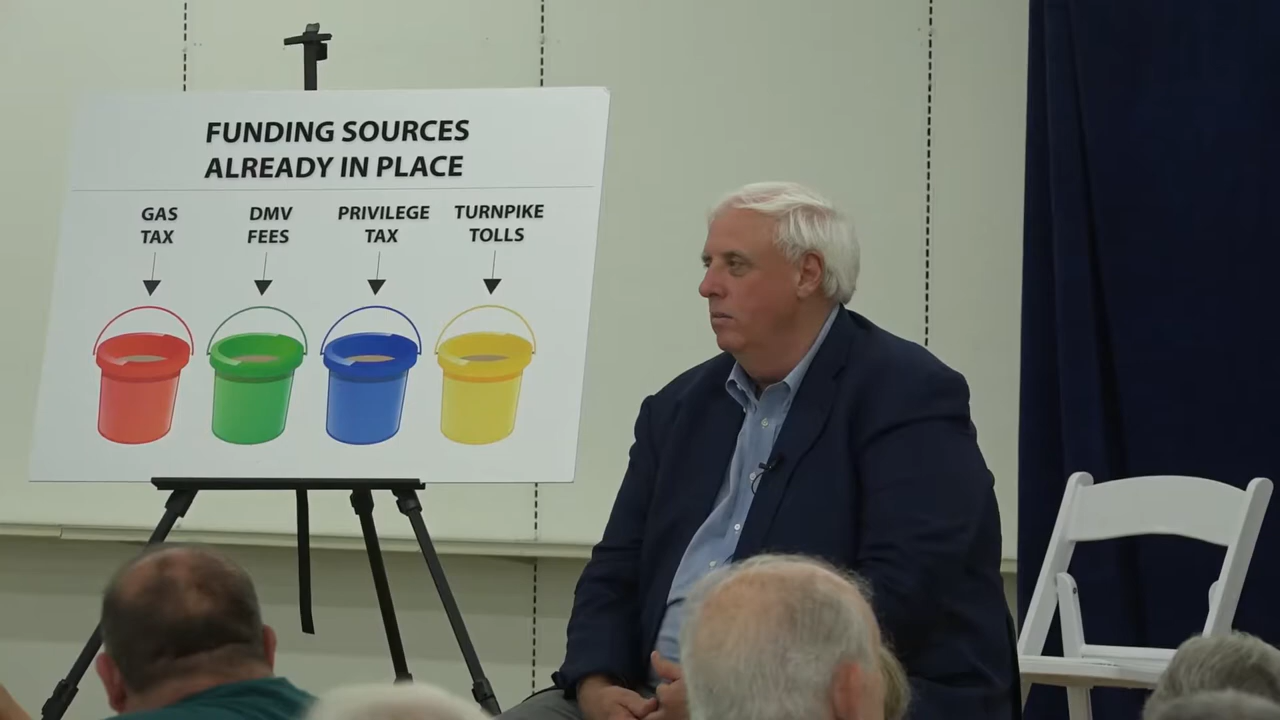 FUNDING SOURCES
ALREADY IN PLACE
GAS
TAX
DMV
FEES
PRIVILEGE
TAX
TURNPIKE
TOLLS